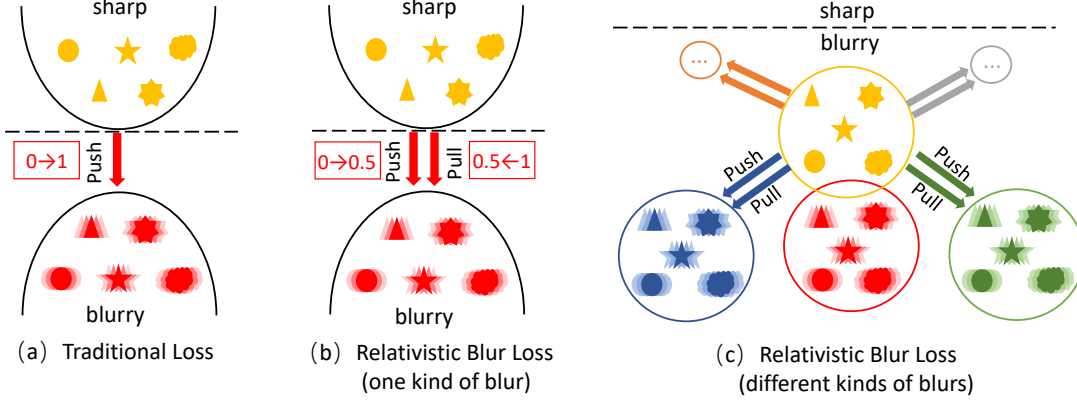 sharp
0→1
Push
blurry
（a） Traditional Loss
sharp
0→0.5
Push
Pull
0.5←1
blurry
（b） Relativistic Blur Loss
(one kind of blur)
sharp
blurry
...
...
Push
Pull
Push
Pull
（c） Relativistic Blur Loss
(different kinds of blurs)